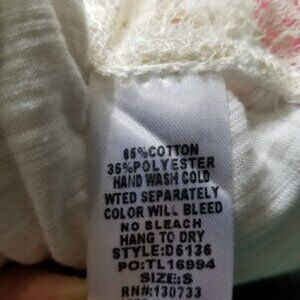 65%COTTON
35%POLYESTER
HAND WASH COLD
WTED SEPARATELY
COLOR WILL BLEED
NO BLEACH
HANG TO DRY
STYLE:D6136
PO:TL16994
SIZE:S
RN#:130733